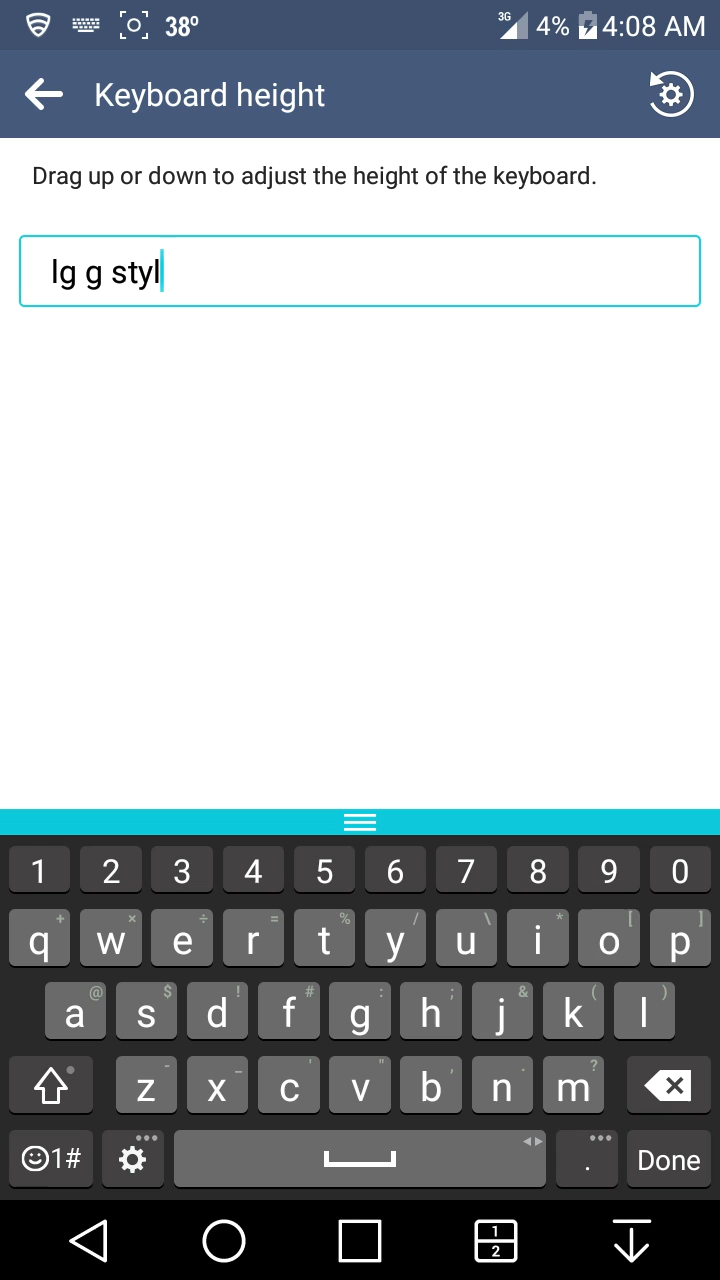 38º 3G 4% 4:08 AM
Keyboard height
Drag up or down to adjust the height of the keyboard.
lg g styl
1 2 3 4 5 6 7 8 9 0
+ × ÷ = % / \ * [ ]
q w e r t y u i o p
@ $ ! # : ; & ( )
a s d f g h j k l
- _ ' " , . ?
z x c v b n m
1# . Done
1
2